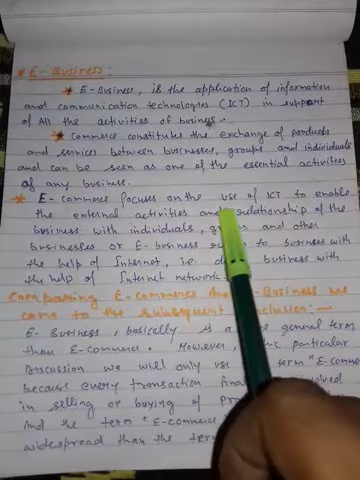 * E-Business:
* E-Business, is the application of information
and communication technologies (ICT) in support
of All the activities of business.
* Commerce constitutes the exchange of products
and services between businesses, groups and individuals
and can be seen as one of the essential activities
of any business.
* E-commerce focuses on the use of ICT to enable
the external activities and relationship of the
business with individuals, and other
businesses or E-business to business with
the help of Internet, i.e. business with
the help of Internet network
Comparing E-commerce And E-Business we
come to the subsequent conclusion:-
E-Business, basically is a general term
than E-commerce. However, particular
Discussion we will only use term "E-comme
because every transaction involved
in selling or buying of
And the term "E-commerce
widespread than the term